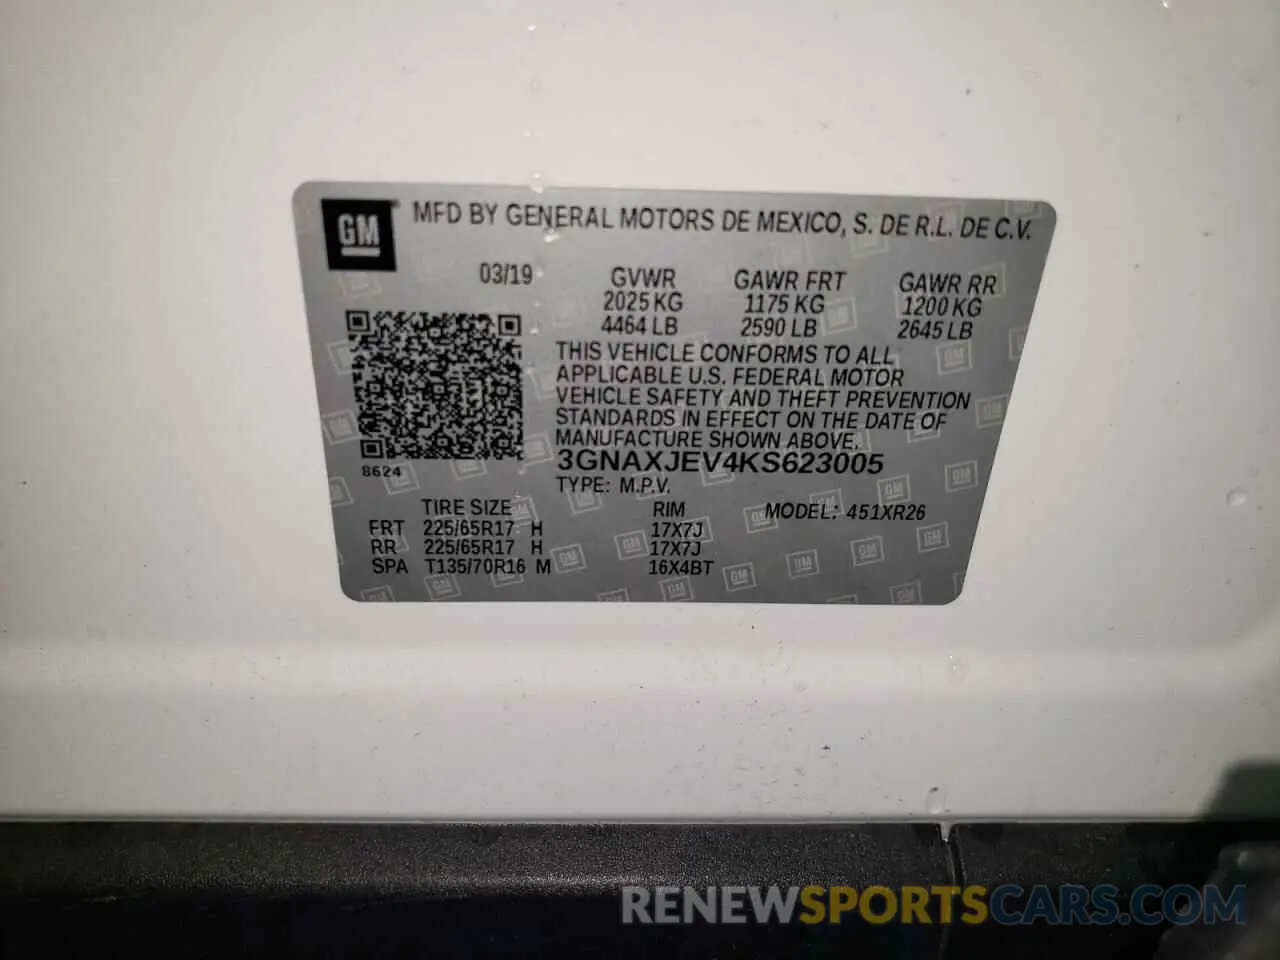 GM
MFD BY GENERAL MOTORS DE MEXICO, S. DE R.L. DE C.V.
03/19 GVWR GAWR FRT GAWR RR
2025 KG 1175 KG 1200 KG
4464 LB 2590 LB 2645 LB
THIS VEHICLE CONFORMS TO ALL
APPLICABLE U.S. FEDERAL MOTOR
VEHICLE SAFETY AND THEFT PREVENTION
STANDARDS IN EFFECT ON THE DATE OF
MANUFACTURE SHOWN ABOVE.
8624 3GNAXJEV4KS623005
TYPE: M.P.V.
TIRE SIZE RIM MODEL: 451XR26
FRT 225/65R17 H 17X7J
RR 225/65R17 H 17X7J
SPA T135/70R16 M 16X4BT
RENEWSPORTSCARS.COM